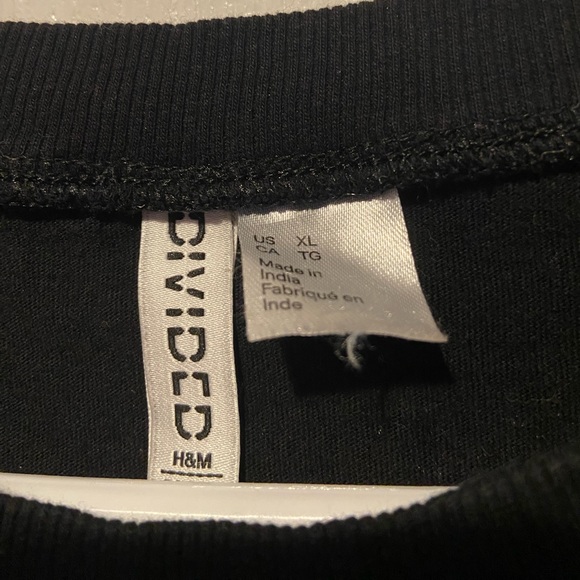 DIVIDED
H&M
US XL
CA TG
Made in
India
Fabriqué en
Inde